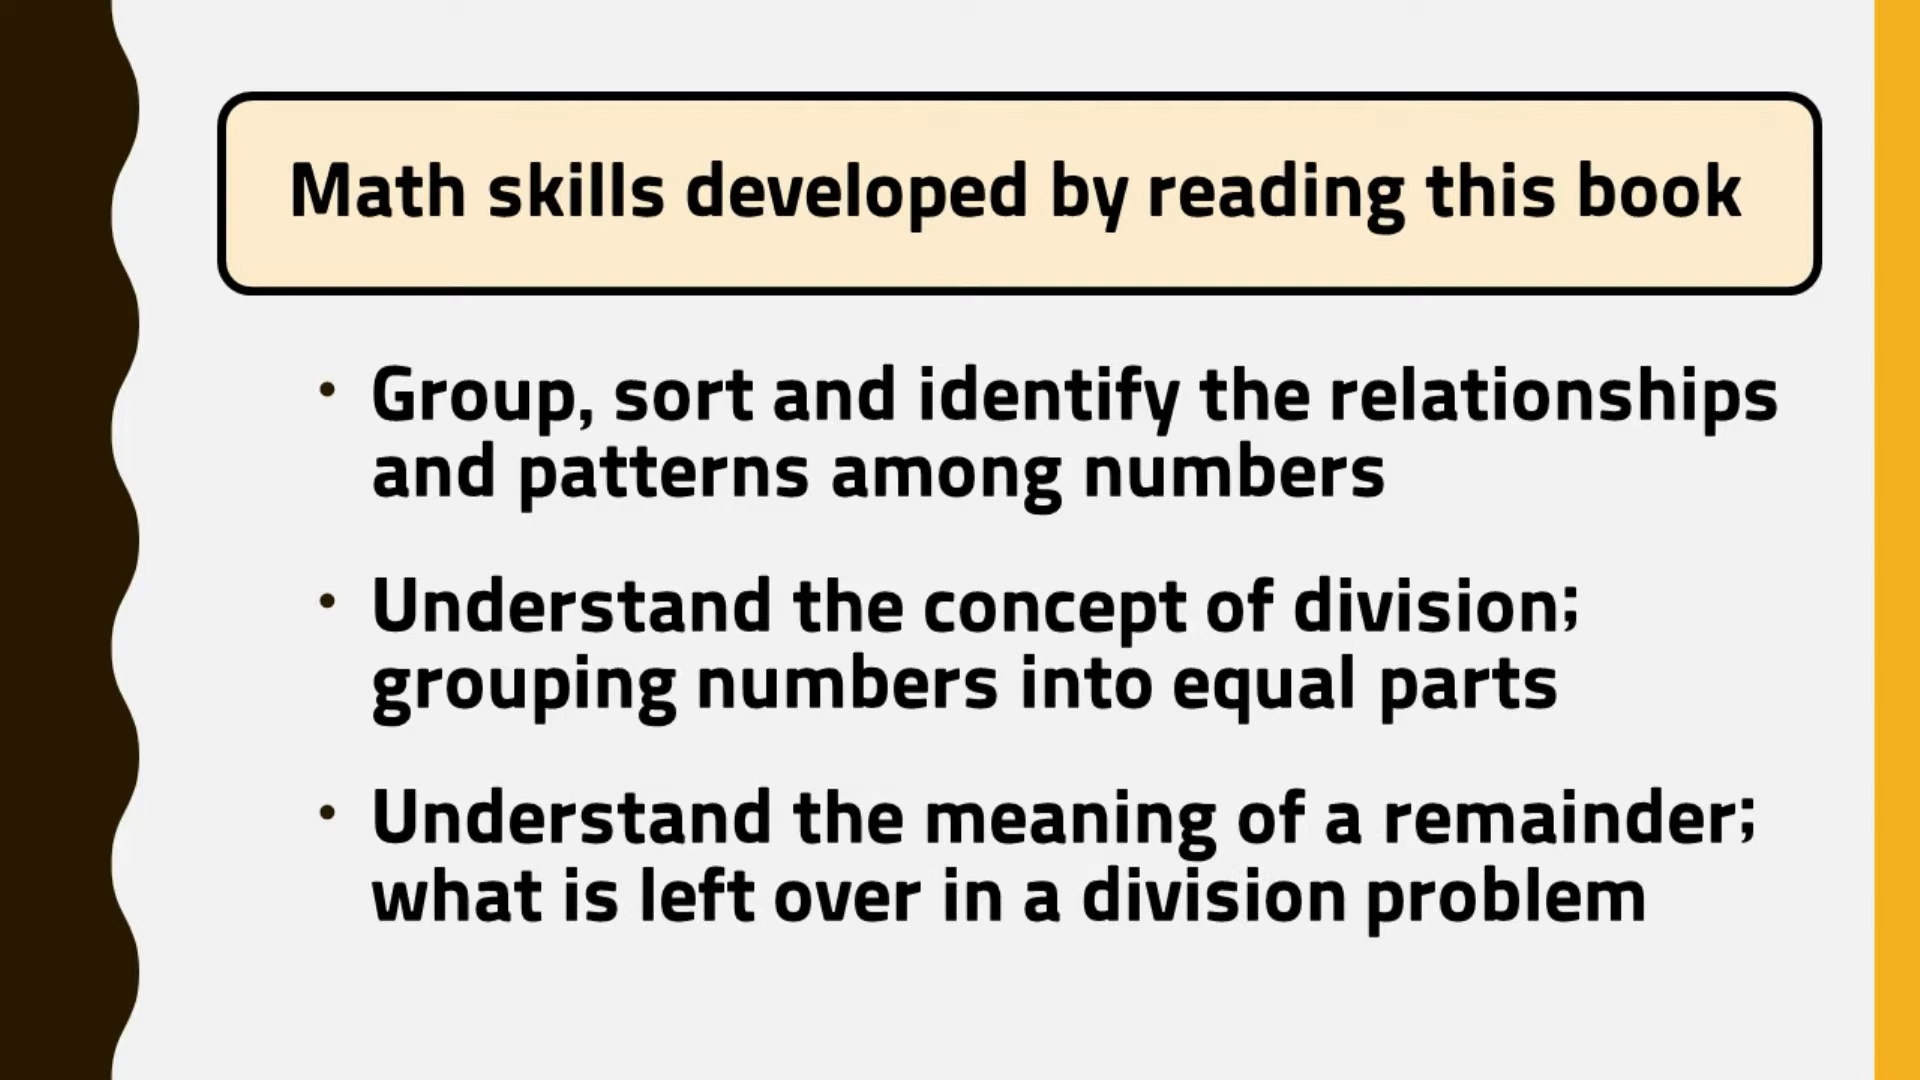 Math skills developed by reading this book
• Group, sort and identify the relationships
and patterns among numbers
• Understand the concept of division;
grouping numbers into equal parts
• Understand the meaning of a remainder;
what is left over in a division problem